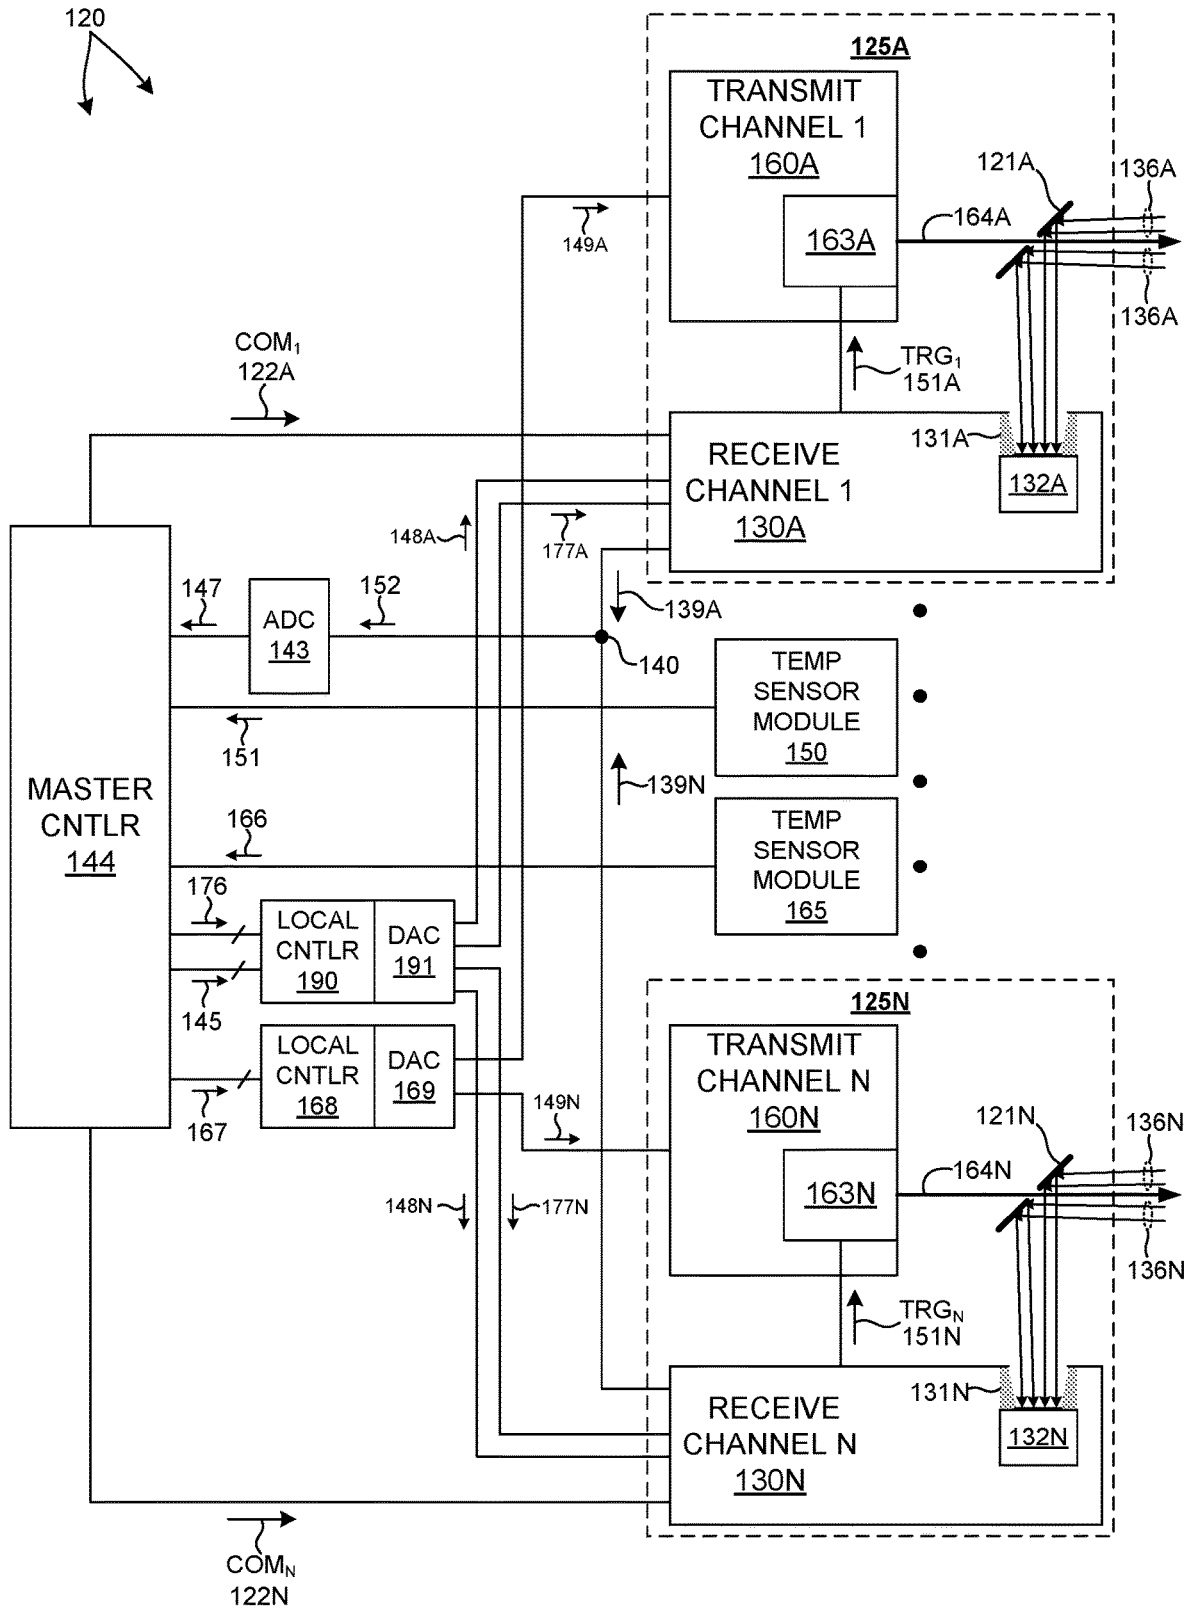 120
125A
TRANSMIT
CHANNEL 1
160A
163A
164A
121A
136A
136A
149A
COM1
122A
TRG1
151A
131A
132A
RECEIVE
CHANNEL 1
130A
148A
177A
139A
147
ADC
143
152
140
TEMP
SENSOR
MODULE
150
151
139N
MASTER
CNTLR
144
166
TEMP
SENSOR
MODULE
165
176
LOCAL
CNTLR
190
DAC
191
145
LOCAL
CNTLR
168
DAC
169
167
125N
TRANSMIT
CHANNEL N
160N
163N
164N
121N
136N
136N
149N
148N
177N
TRGN
151N
131N
132N
RECEIVE
CHANNEL N
130N
COMN
122N